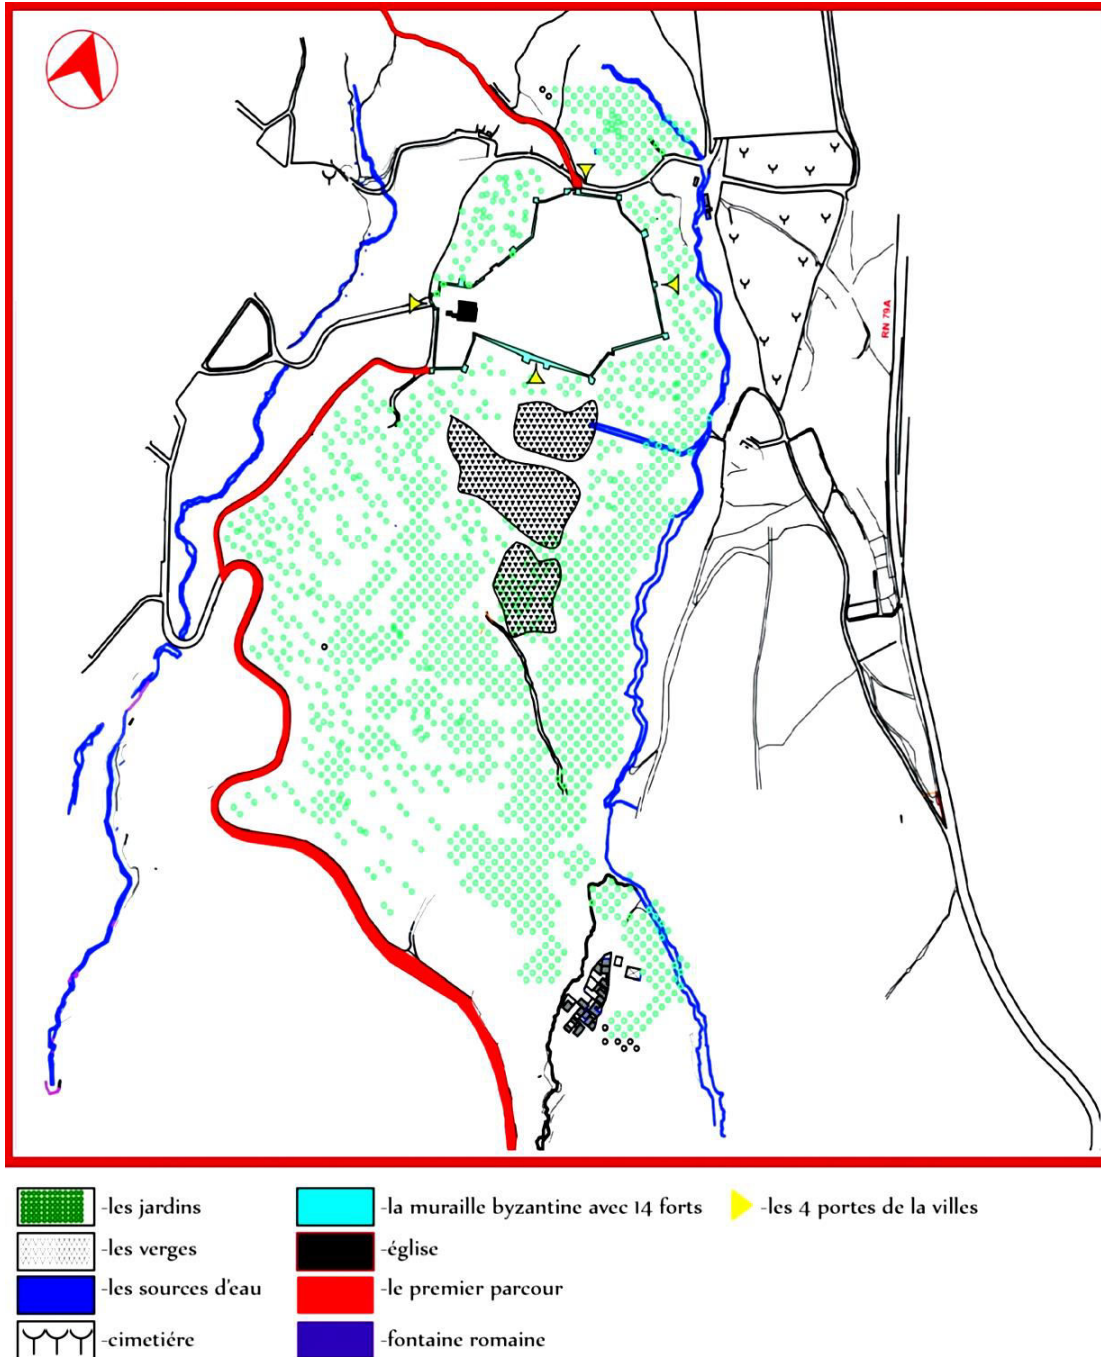 RN 79A
-les jardins
-les verges
-les sources d'eau
-cimetiére
-la muraille byzantine avec 14 forts
-église
-le premier parcour
-fontaine romaine
-les 4 portes de la villes